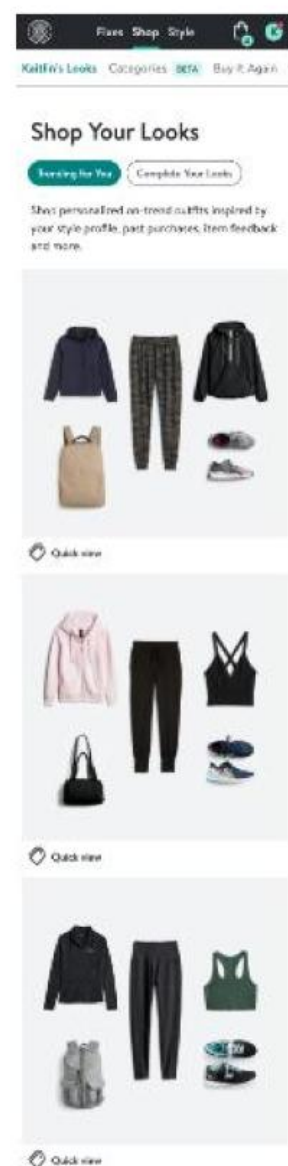 Fixes Shop Style
K
Kaitlin's Looks Categories BETA Buy It Again
Shop Your Looks
Trending for You Complete Your Looks
Shop personalized on-trend outfits inspired by
your style profile, past purchases, item feedback
and more.
Quick view
Quick view
Quick view